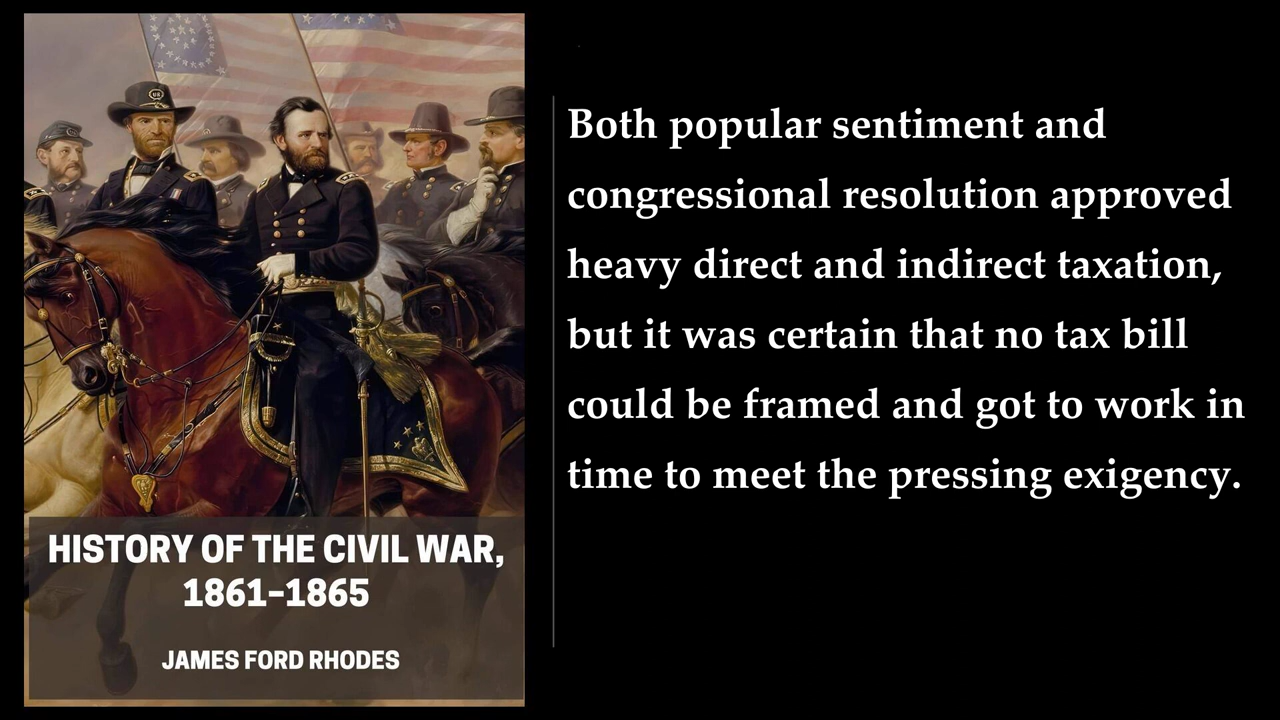 HISTORY OF THE CIVIL WAR,
1861–1865
JAMES FORD RHODES
Both popular sentiment and
congressional resolution approved
heavy direct and indirect taxation,
but it was certain that no tax bill
could be framed and got to work in
time to meet the pressing exigency.